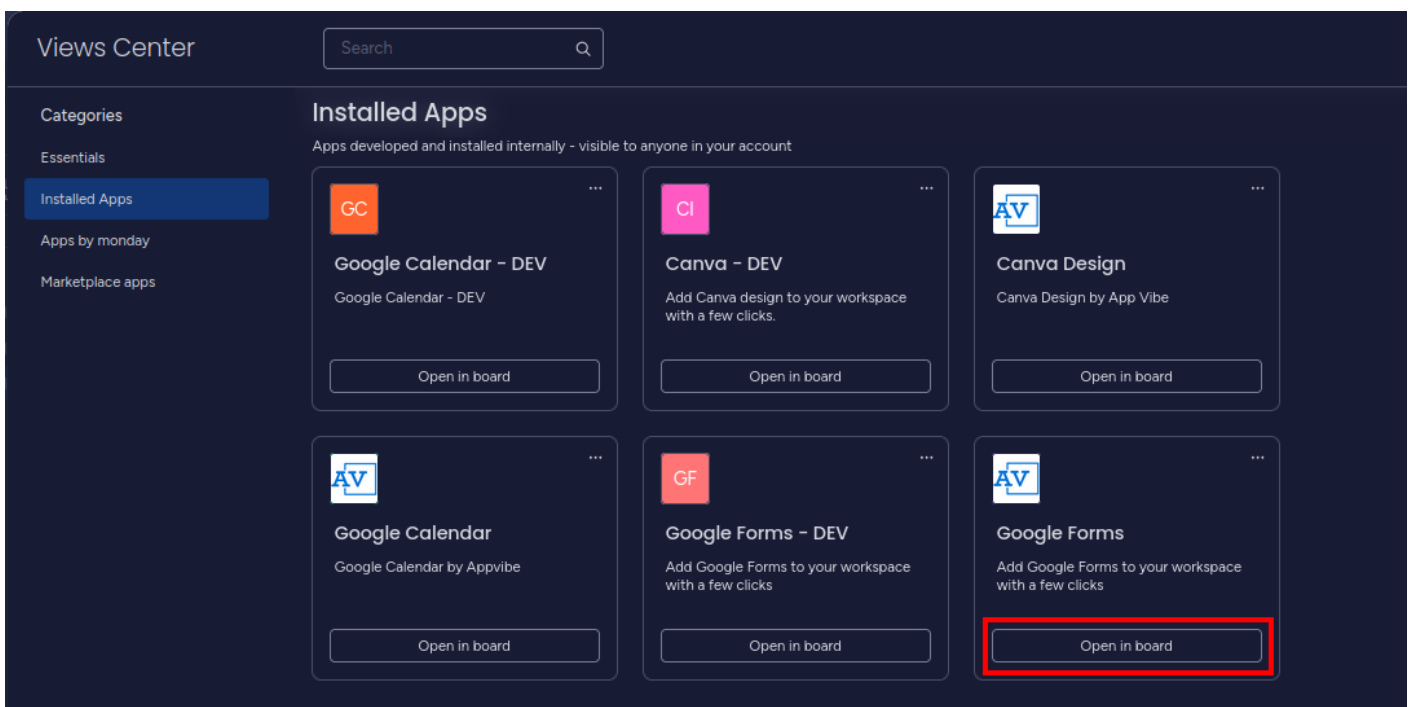 Views Center
Search
Categories
Essentials
Installed Apps
Apps by monday
Marketplace apps
Installed Apps
Apps developed and installed internally - visible to anyone in your account
GC
Google Calendar - DEV
Google Calendar - DEV
Open in board
CI
Canva - DEV
Add Canva design to your workspace
with a few clicks.
Open in board
AV
Canva Design
Canva Design by App Vibe
Open in board
AV
Google Calendar
Google Calendar by Appvibe
Open in board
GF
Google Forms - DEV
Add Google Forms to your workspace
with a few clicks
Open in board
AV
Google Forms
Add Google Forms to your workspace
with a few clicks
Open in board